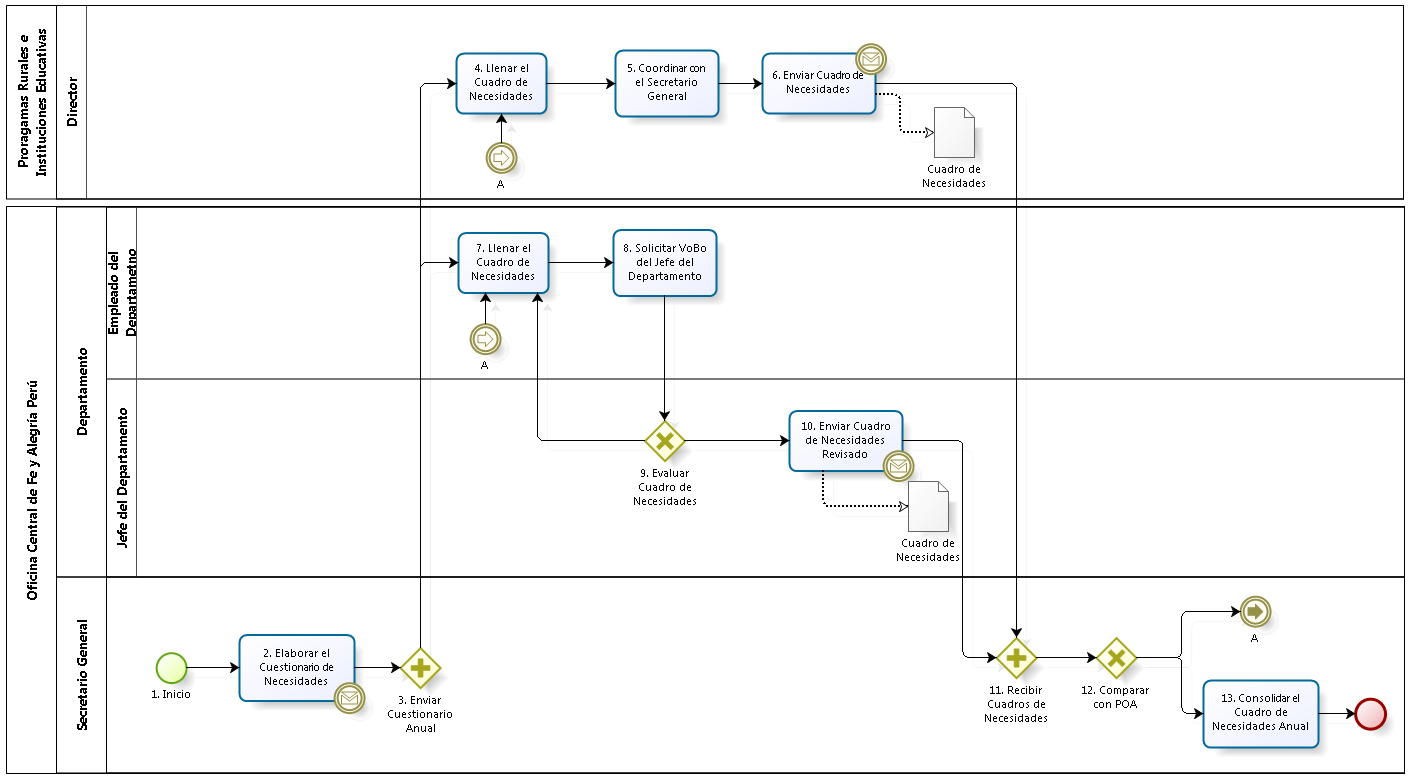 Proragamas Rurales e
Instituciones Educativas
Director
4. Llenar el
Cuadro de
Necesidades
5. Coordinar con
el Secretario
General
6. Enviar Cuadro de
Necesidades
Cuadro de
Necesidades
A
Oficina Central de Fe y Alegría Perú
Departamento
Empleado del
Departametno
7. Llenar el
Cuadro de
Necesidades
8. Solicitar VoBo
del Jefe del
Departamento
A
Jefe del Departamento
9. Evaluar
Cuadro de
Necesidades
10. Enviar Cuadro
de Necesidades
Revisado
Cuadro de
Necesidades
Secretario General
1. Inicio
2. Elaborar el
Cuestionario de
Necesidades
3. Enviar
Cuestionario
Anual
11. Recibir
Cuadros de
Necesidades
12. Comparar
con POA
A
13. Consolidar el
Cuadro de
Necesidades Anual